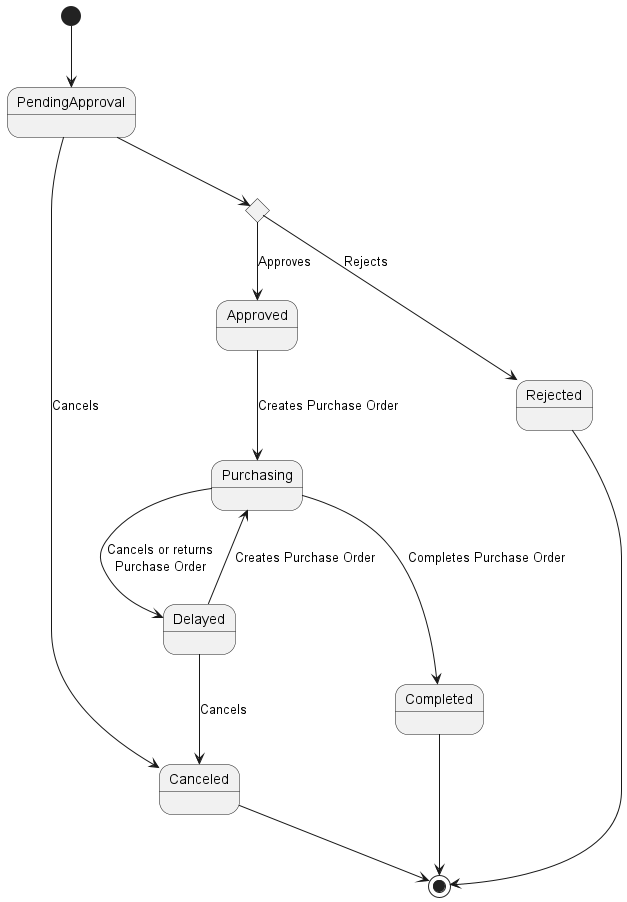 PendingApproval
Approves
Rejects
Approved
Rejected
Cancels
Creates Purchase Order
Purchasing
Cancels or returns
Purchase Order
Creates Purchase Order
Completes Purchase Order
Delayed
Cancels
Completed
Canceled